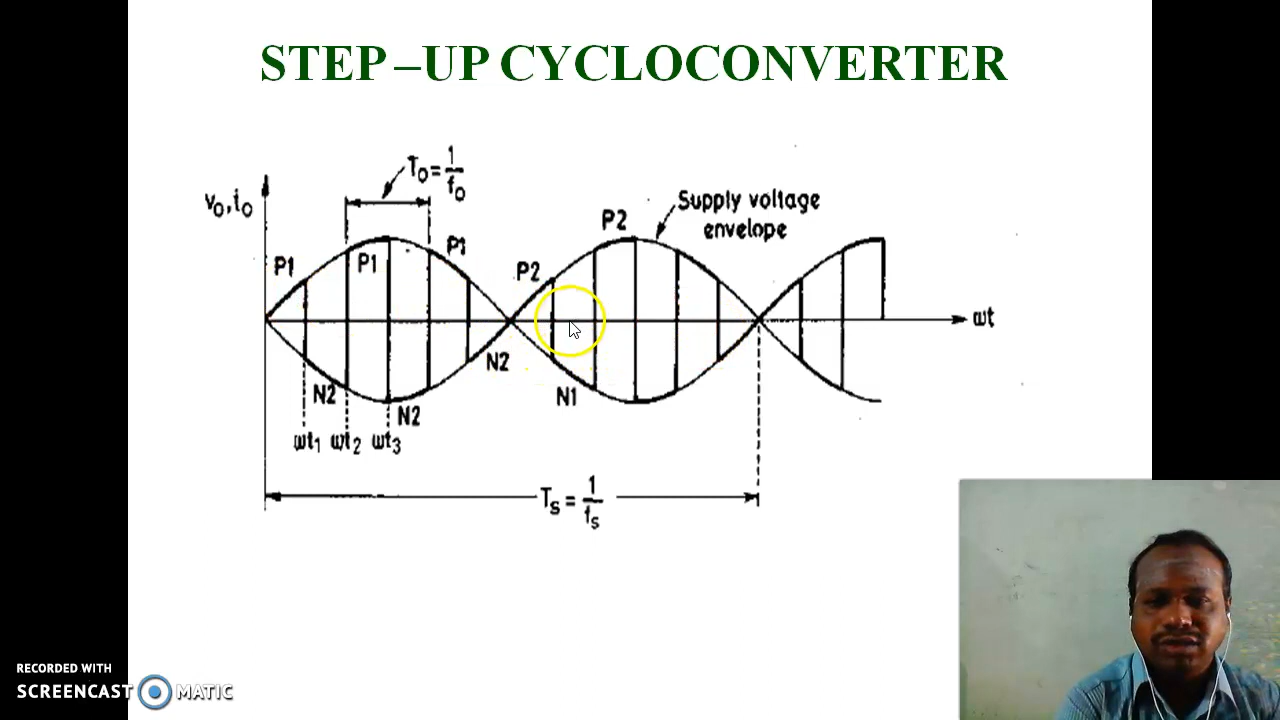 STEP –UP CYCLOCONVERTER
T₀ = 1/f₀
v₀, i₀
Supply voltage
envelope
P2
P1
P1
P1
P2
ωt
N2
N2
N2
N1
ωt₁ ωt₂ ωt₃
Tₛ = 1/fₛ
RECORDED WITH
SCREENCAST MATIC